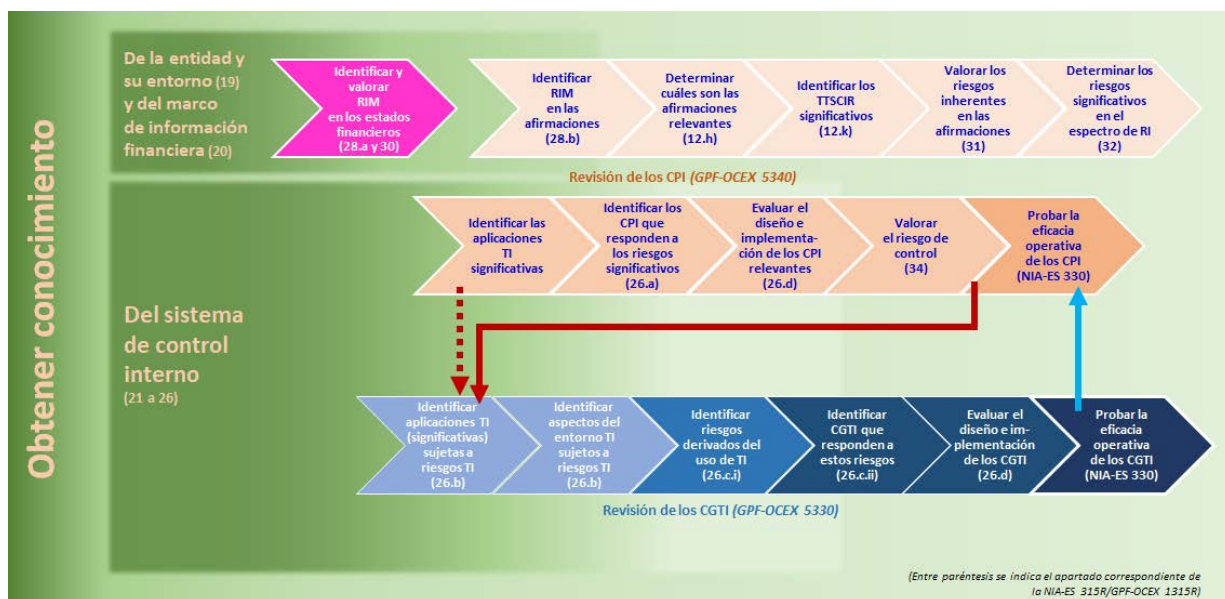 Obtener conocimiento
De la entidad y
su entorno (19)
y del marco
de información
financiera (20)
Identificar y
valorar
RIM
en los estados
financieros
(28.a y 30)
Identificar
RIM
en las
afirmaciones
(28.b)
Determinar
cuáles son las
afirmaciones
relevantes
(12.h)
Identificar los
TTSCIR
significativos
(12.k)
Valorar los
riesgos
inherentes
en las
afirmaciones
(31)
Determinar los
riesgos
significativos
en el
espectro de RI
(32)
Revisión de los CPI (GPF-OCEX 5340)
Del sistema
de control
interno
(21 a 26)
Identificar las
aplicaciones
TI
significativas
Identificar los
CPI que
responden a
los riesgos
significativos
(26.a)
Evaluar el
diseño e
implementa-
ción de los CPI
relevantes
(26.d)
Valorar
el riesgo de
control
(34)
Probar la
eficacia
operativa
de los CPI
(NIA-ES 330)
Identificar
aplicaciones TI
(significativas)
sujetas a
riesgos TI
(26.b)
Identificar
aspectos del
entorno TI
sujetos a
riesgos TI
(26.b)
Identificar
riesgos
derivados del
uso de TI
(26.c.i)
Identificar
CGTI que
responden a
estos riesgos
(26.c.ii)
Evaluar el
diseño e im-
plementación
de los CGTI
(26.d)
Probar la
eficacia
operativa
de los CGTI
(NIA-ES 330)
Revisión de los CGTI (GPF-OCEX 5330)
(Entre paréntesis se indica el apartado correspondiente de
la NIA-ES 315R/GPF-OCEX 1315R)